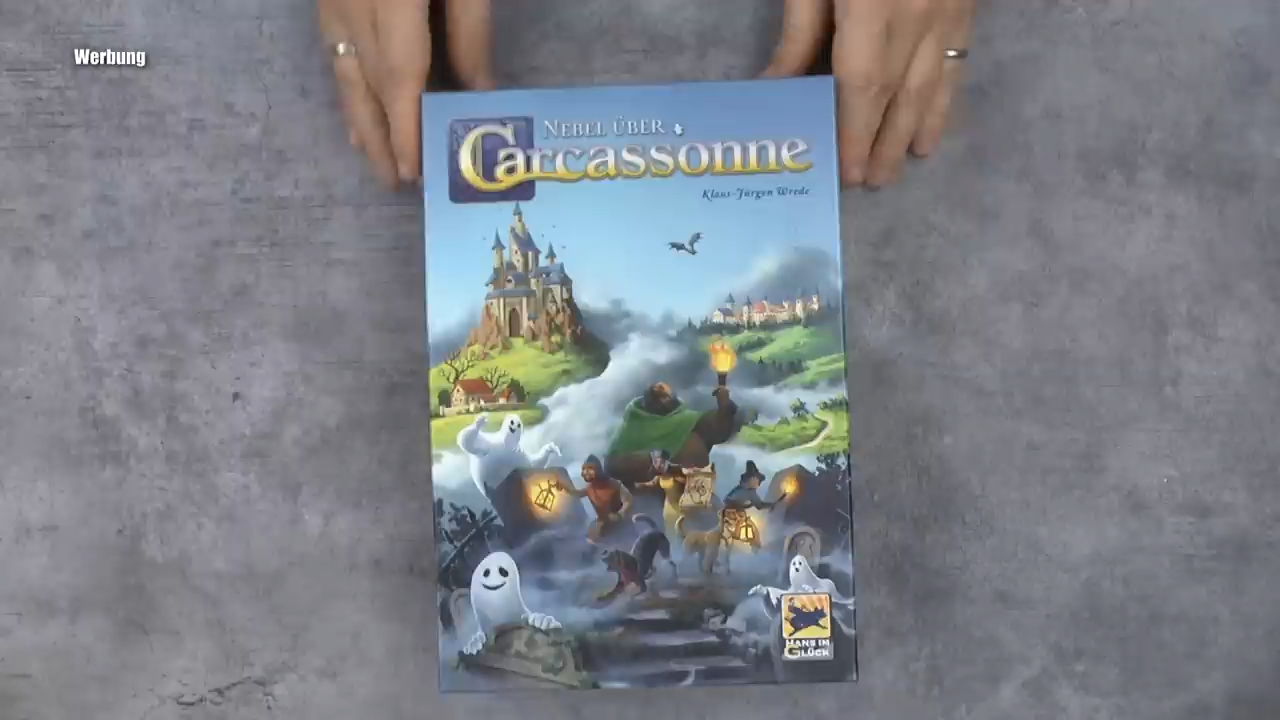 Werbung
NEBEL ÜBER
Carcassonne
Klaus-Jürgen Wrede
HANS IM
GLÜCK